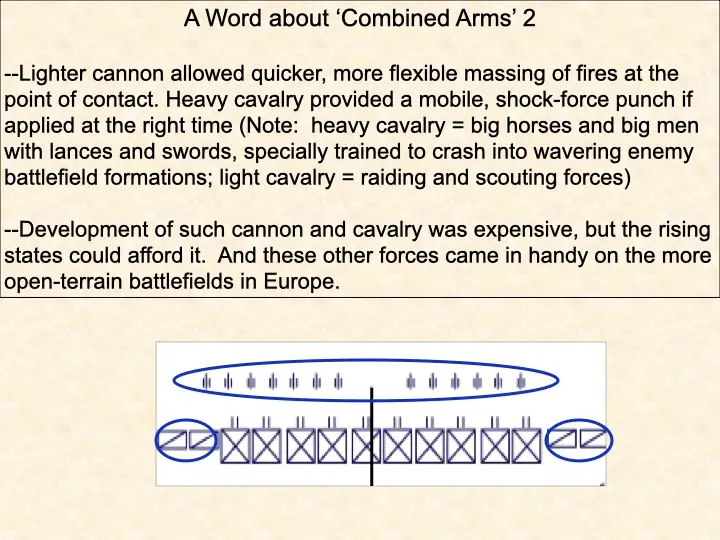 A Word about ‘Combined Arms’ 2
--Lighter cannon allowed quicker, more flexible massing of fires at the
point of contact. Heavy cavalry provided a mobile, shock-force punch if
applied at the right time (Note:  heavy cavalry = big horses and big men
with lances and swords, specially trained to crash into wavering enemy
battlefield formations; light cavalry = raiding and scouting forces)
--Development of such cannon and cavalry was expensive, but the rising
states could afford it.  And these other forces came in handy on the more
open-terrain battlefields in Europe.